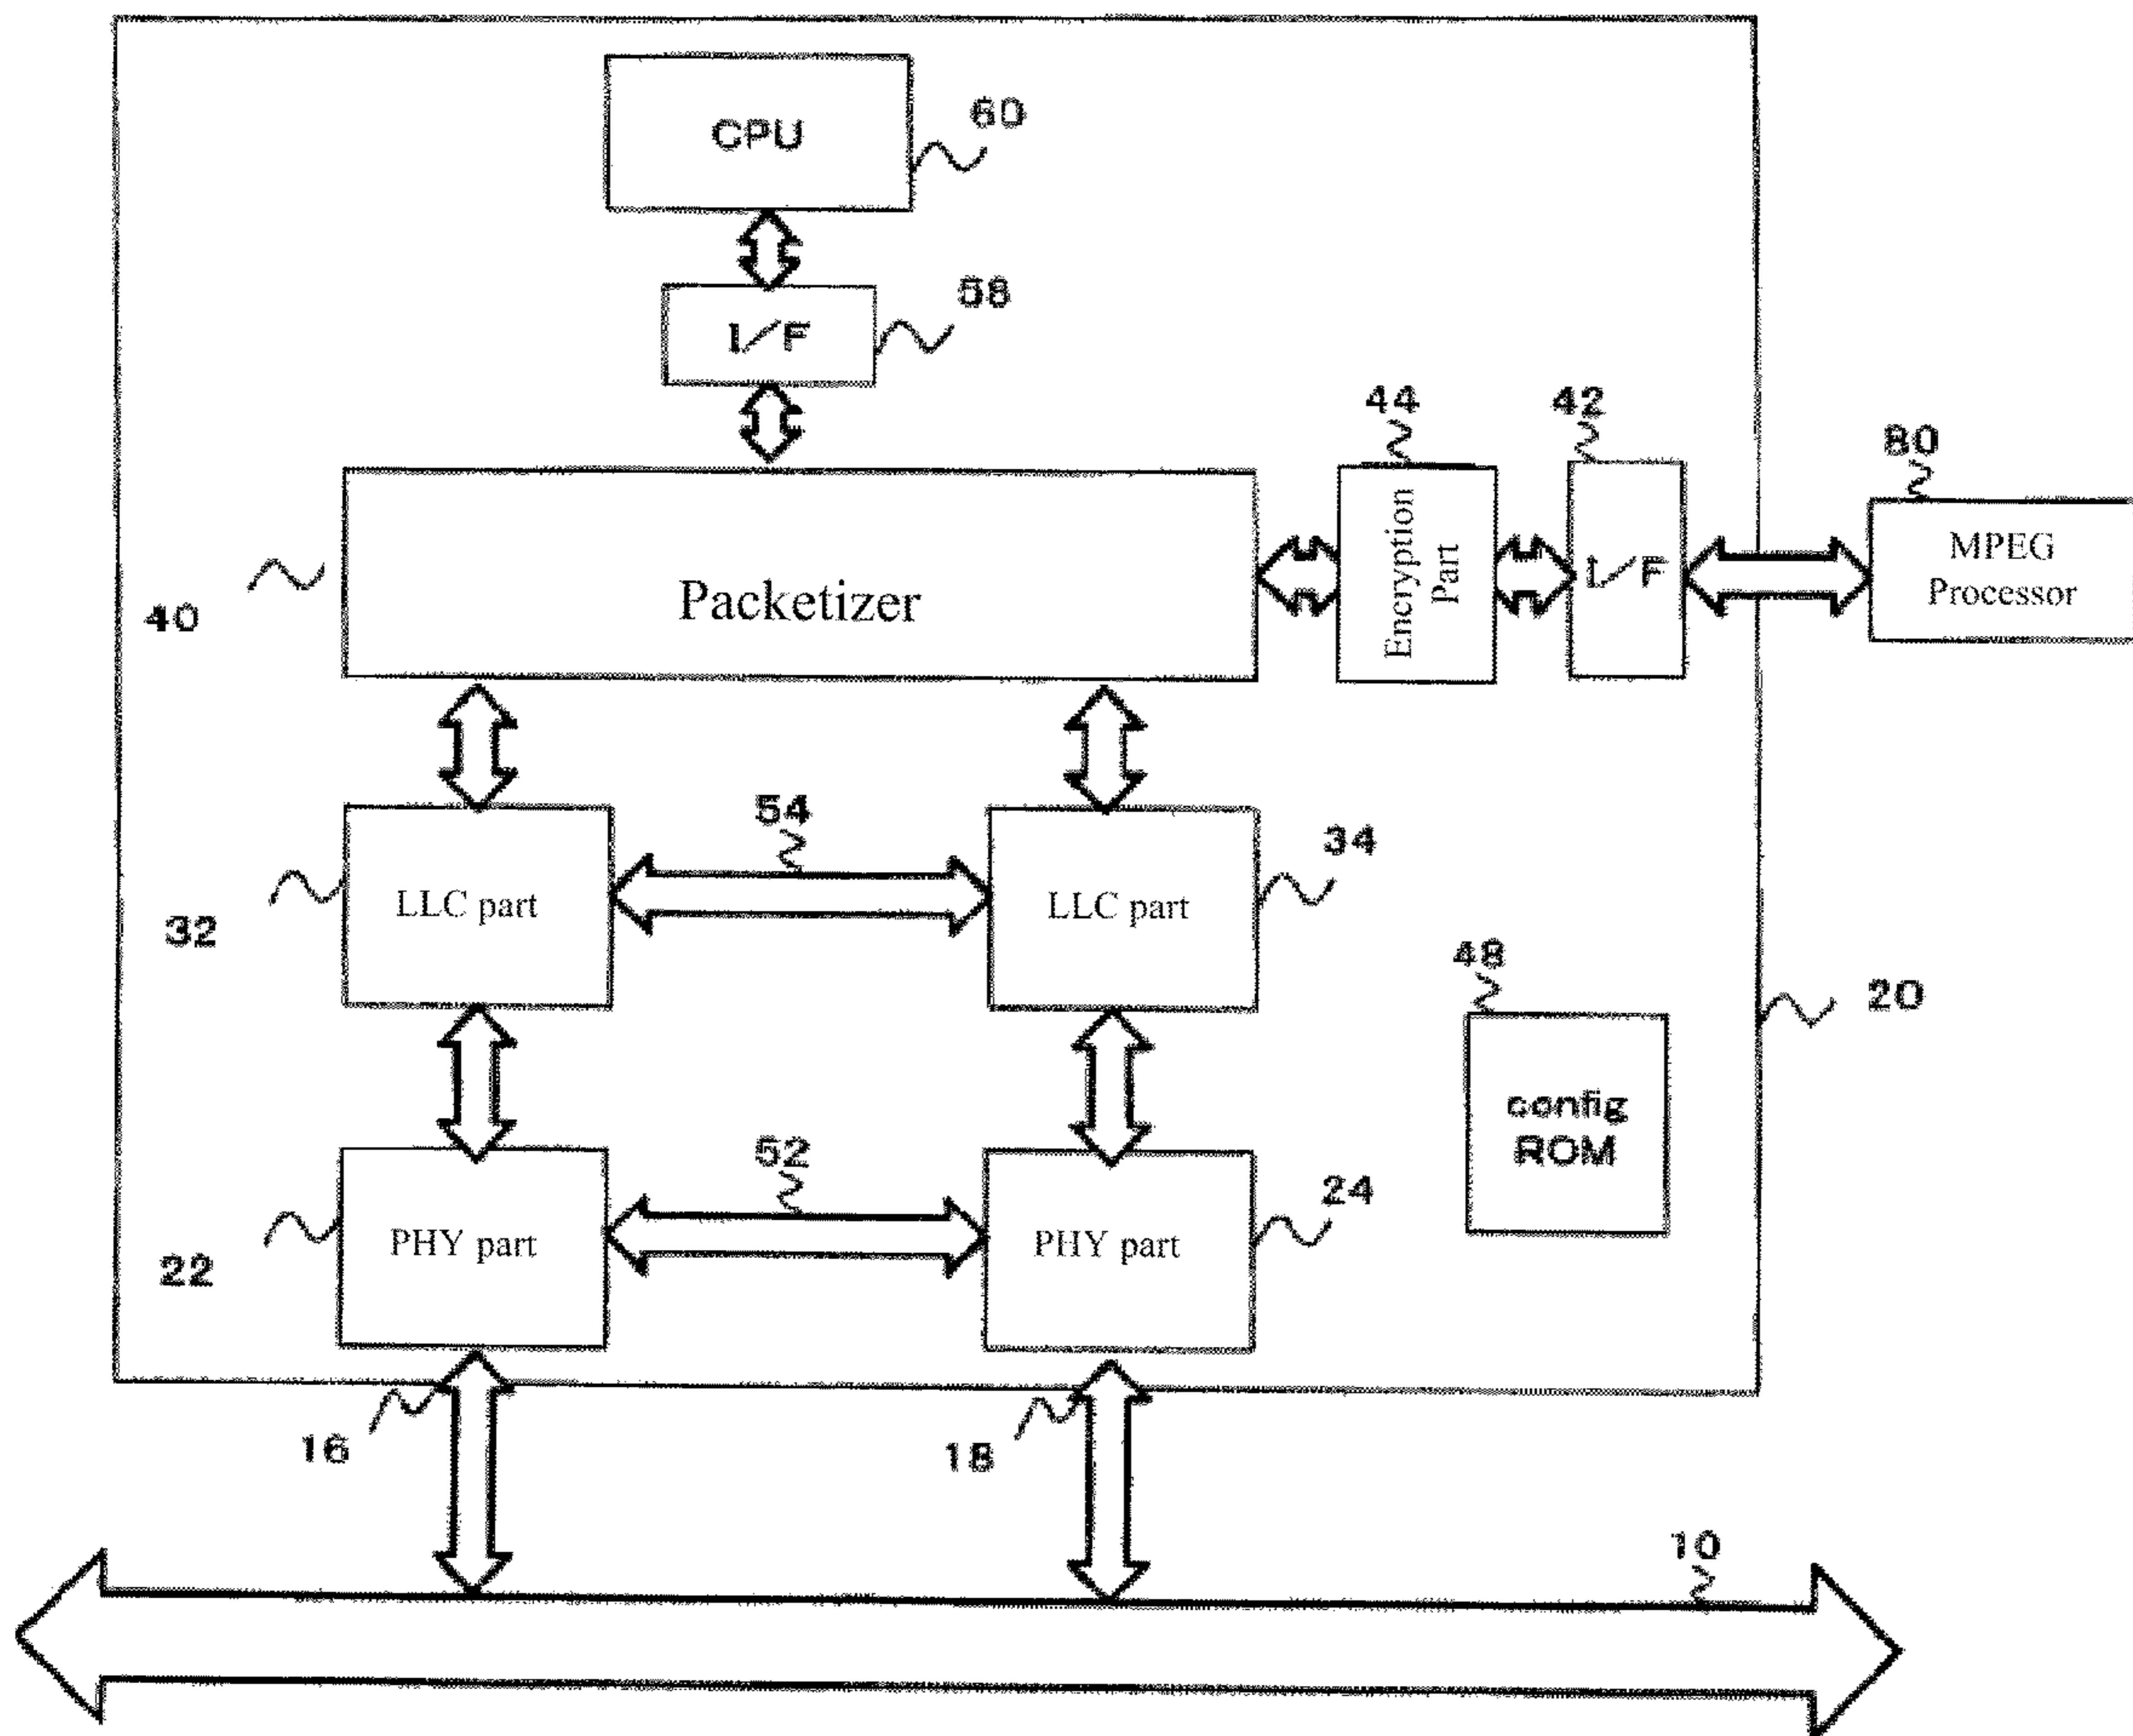 CPU
60
I/F
58
44
42
80
Encryption
Part
I/F
MPEG
Processor
Packetizer
40
54
34
LLC part
LLC part
32
48
20
config
ROM
52
24
PHY part
PHY part
22
16
18
10